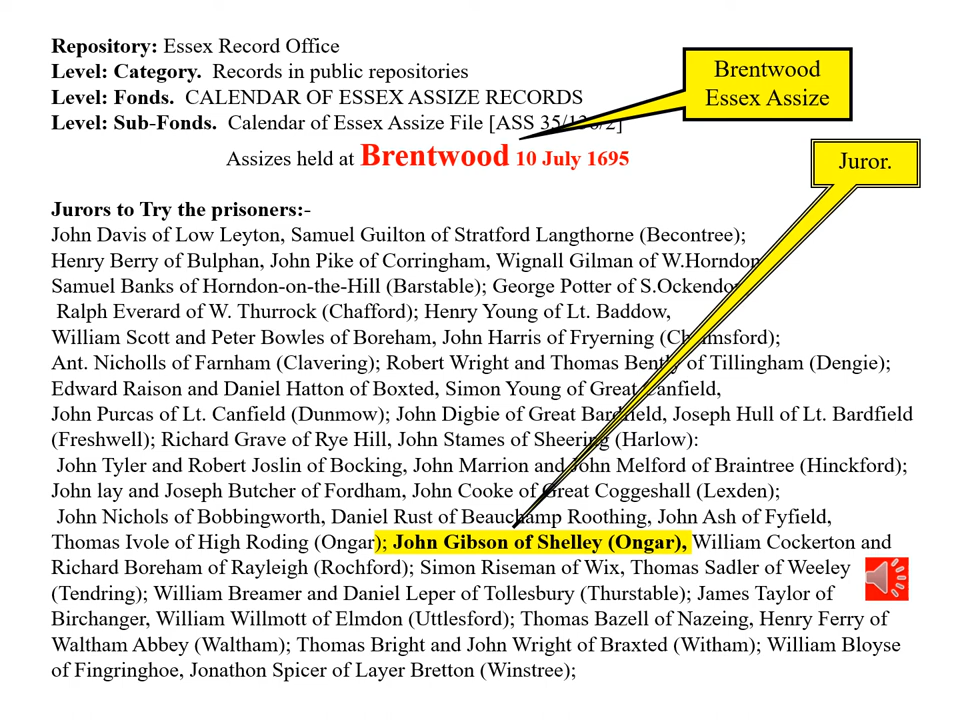 Repository: Essex Record Office
Level: Category. Records in public repositories
Level: Fonds. CALENDAR OF ESSEX ASSIZE RECORDS
Level: Sub-Fonds. Calendar of Essex Assize File [ASS 35/136/2]
Brentwood
Essex Assize
Assizes held at Brentwood 10 July 1695
Juror.
Jurors to Try the prisoners:-
John Davis of Low Leyton, Samuel Guilton of Stratford Langthorne (Becontree);
Henry Berry of Bulphan, John Pike of Corringham, Wignall Gilman of W.Horndon
Samuel Banks of Horndon-on-the-Hill (Barstable); George Potter of S.Ockendon
Ralph Everard of W. Thurrock (Chafford); Henry Young of Lt. Baddow,
William Scott and Peter Bowles of Boreham, John Harris of Fryerning (Chelmsford);
Ant. Nicholls of Farnham (Clavering); Robert Wright and Thomas Bently of Tillingham (Dengie);
Edward Raison and Daniel Hatton of Boxted, Simon Young of Great Canfield,
John Purcas of Lt. Canfield (Dunmow); John Digbie of Great Bardfield, Joseph Hull of Lt. Bardfield
(Freshwell); Richard Grave of Rye Hill, John Stames of Sheering (Harlow):
John Tyler and Robert Joslin of Bocking, John Marrion and John Melford of Braintree (Hinckford);
John lay and Joseph Butcher of Fordham, John Cooke of Great Coggeshall (Lexden);
John Nichols of Bobbingworth, Daniel Rust of Beauchamp Roothing, John Ash of Fyfield,
Thomas Ivole of High Roding (Ongar); John Gibson of Shelley (Ongar), William Cockerton and
Richard Boreham of Rayleigh (Rochford); Simon Riseman of Wix, Thomas Sadler of Weeley
(Tendring); William Breamer and Daniel Leper of Tollesbury (Thurstable); James Taylor of
Birchanger, William Willmott of Elmdon (Uttlesford); Thomas Bazell of Nazeing, Henry Ferry of
Waltham Abbey (Waltham); Thomas Bright and John Wright of Braxted (Witham); William Bloyse
of Fingringhoe, Jonathon Spicer of Layer Bretton (Winstree);